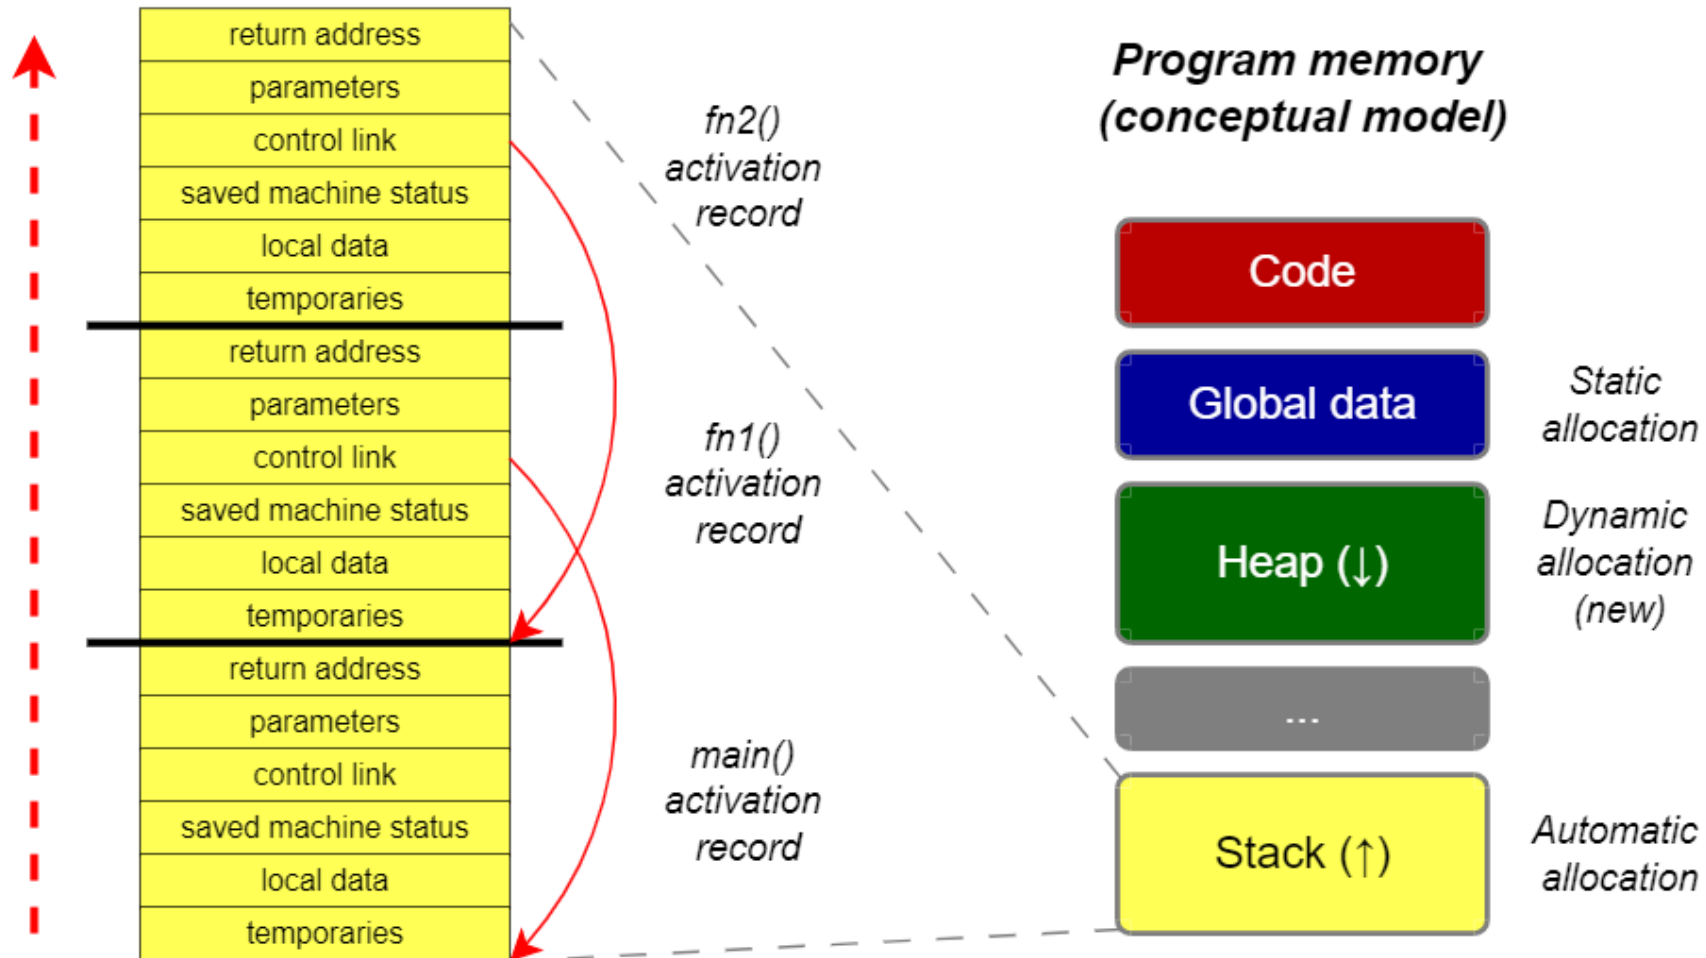 return address
parameters
control link
saved machine status
local data
temporaries
return address
parameters
control link
saved machine status
local data
temporaries
return address
parameters
control link
saved machine status
local data
temporaries
fn2()
activation
record
fn1()
activation
record
main()
activation
record
Program memory
(conceptual model)
Code
Global data
Static
allocation
Heap (↓)
Dynamic
allocation
(new)
...
Stack (↑)
Automatic
allocation